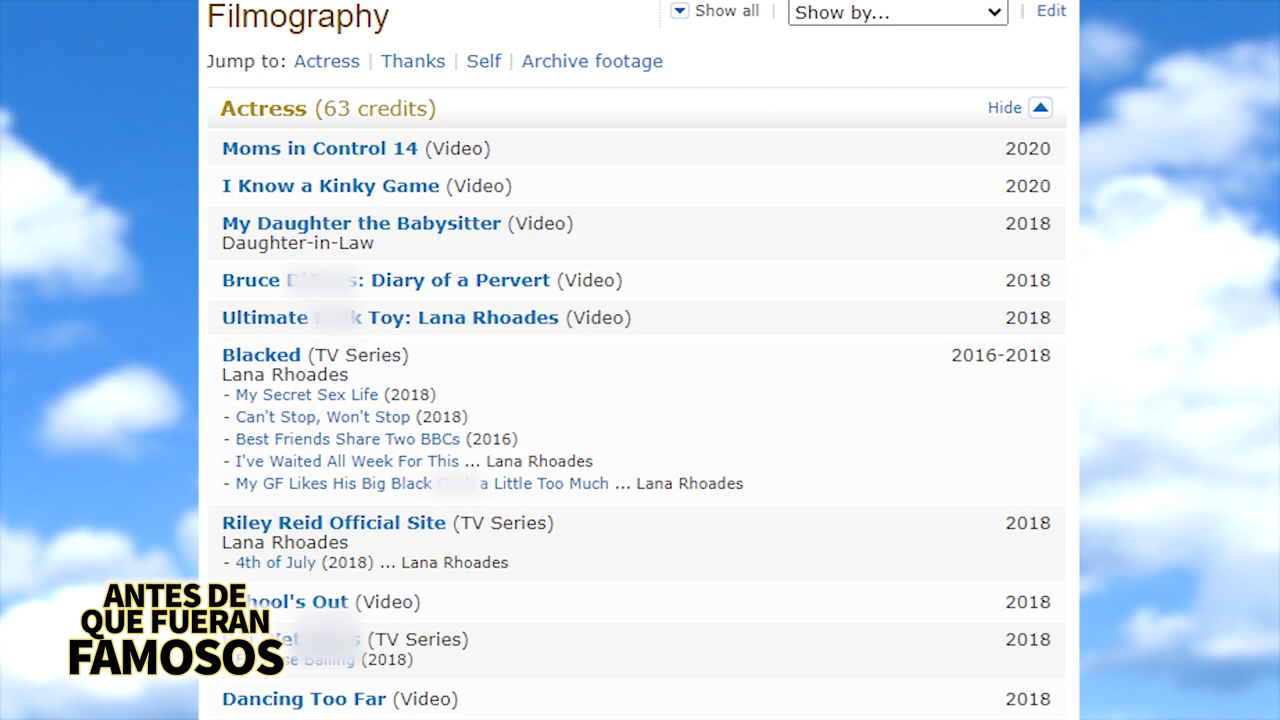 Filmography
Show all | Show by... | Edit
Jump to: Actress | Thanks | Self | Archive footage
Actress (63 credits) Hide
Moms in Control 14 (Video) 2020
I Know a Kinky Game (Video) 2020
My Daughter the Babysitter (Video) 2018
Daughter-in-Law
Bruce : Diary of a Pervert (Video) 2018
Ultimate Toy: Lana Rhoades (Video) 2018
Blacked (TV Series) 2016-2018
Lana Rhoades
- My Secret Sex Life (2018)
- Can't Stop, Won't Stop (2018)
- Best Friends Share Two BBCs (2016)
- I've Waited All Week For This ... Lana Rhoades
- My GF Likes His Big Black a Little Too Much ... Lana Rhoades
Riley Reid Official Site (TV Series) 2018
Lana Rhoades
- 4th of July (2018) ... Lana Rhoades
Out (Video) 2018
(TV Series) 2018
(2018)
Dancing Too Far (Video) 2018
ANTES DE
QUE FUERAN
FAMOSOS